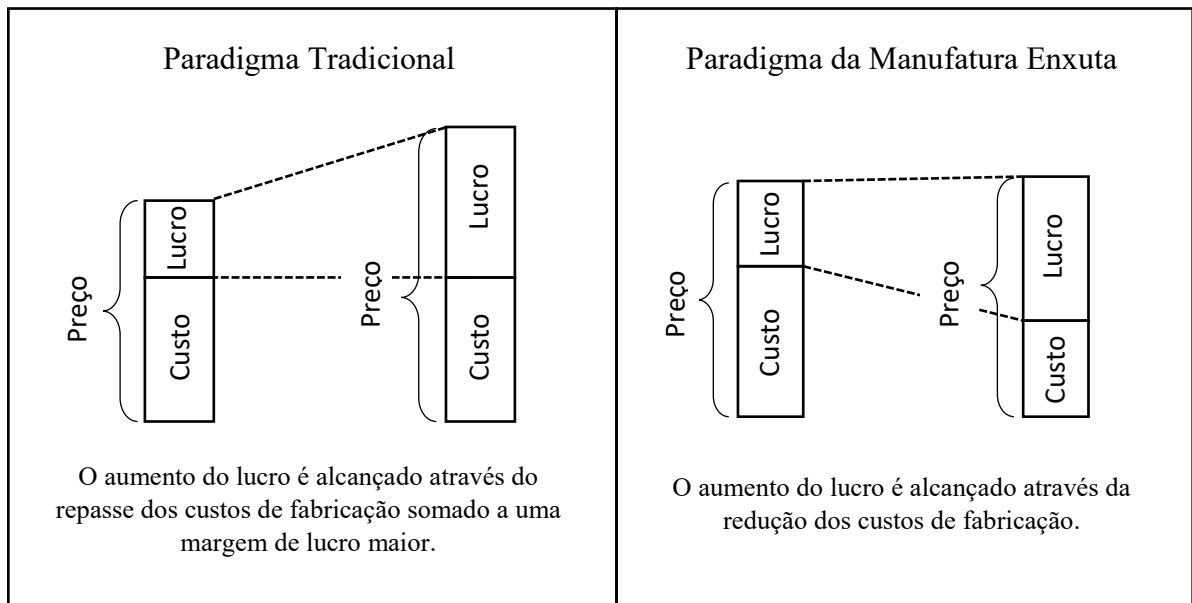 Paradigma Tradicional
Preço
Lucro
Custo
Preço
Lucro
Custo
O aumento do lucro é alcançado através do
repasse dos custos de fabricação somado a uma
margem de lucro maior.
Paradigma da Manufatura Enxuta
Preço
Lucro
Custo
Preço
Lucro
Custo
O aumento do lucro é alcançado através da
redução dos custos de fabricação.